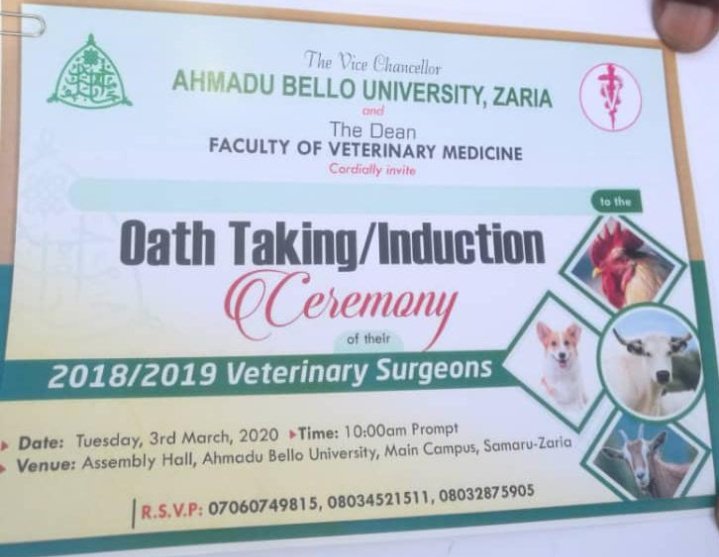 The Vice Chancellor
AHMADU BELLO UNIVERSITY, ZARIA
and
The Dean
FACULTY OF VETERINARY MEDICINE
Cordially invite
to the
Oath Taking/Induction
Ceremony
of their
2018/2019 Veterinary Surgeons
Date: Tuesday, 3rd March, 2020 Time: 10:00am Prompt
Venue: Assembly Hall, Ahmadu Bello University, Main Campus, Samaru-Zaria
R.S.V.P: 07060749815, 08034521511, 08032875905